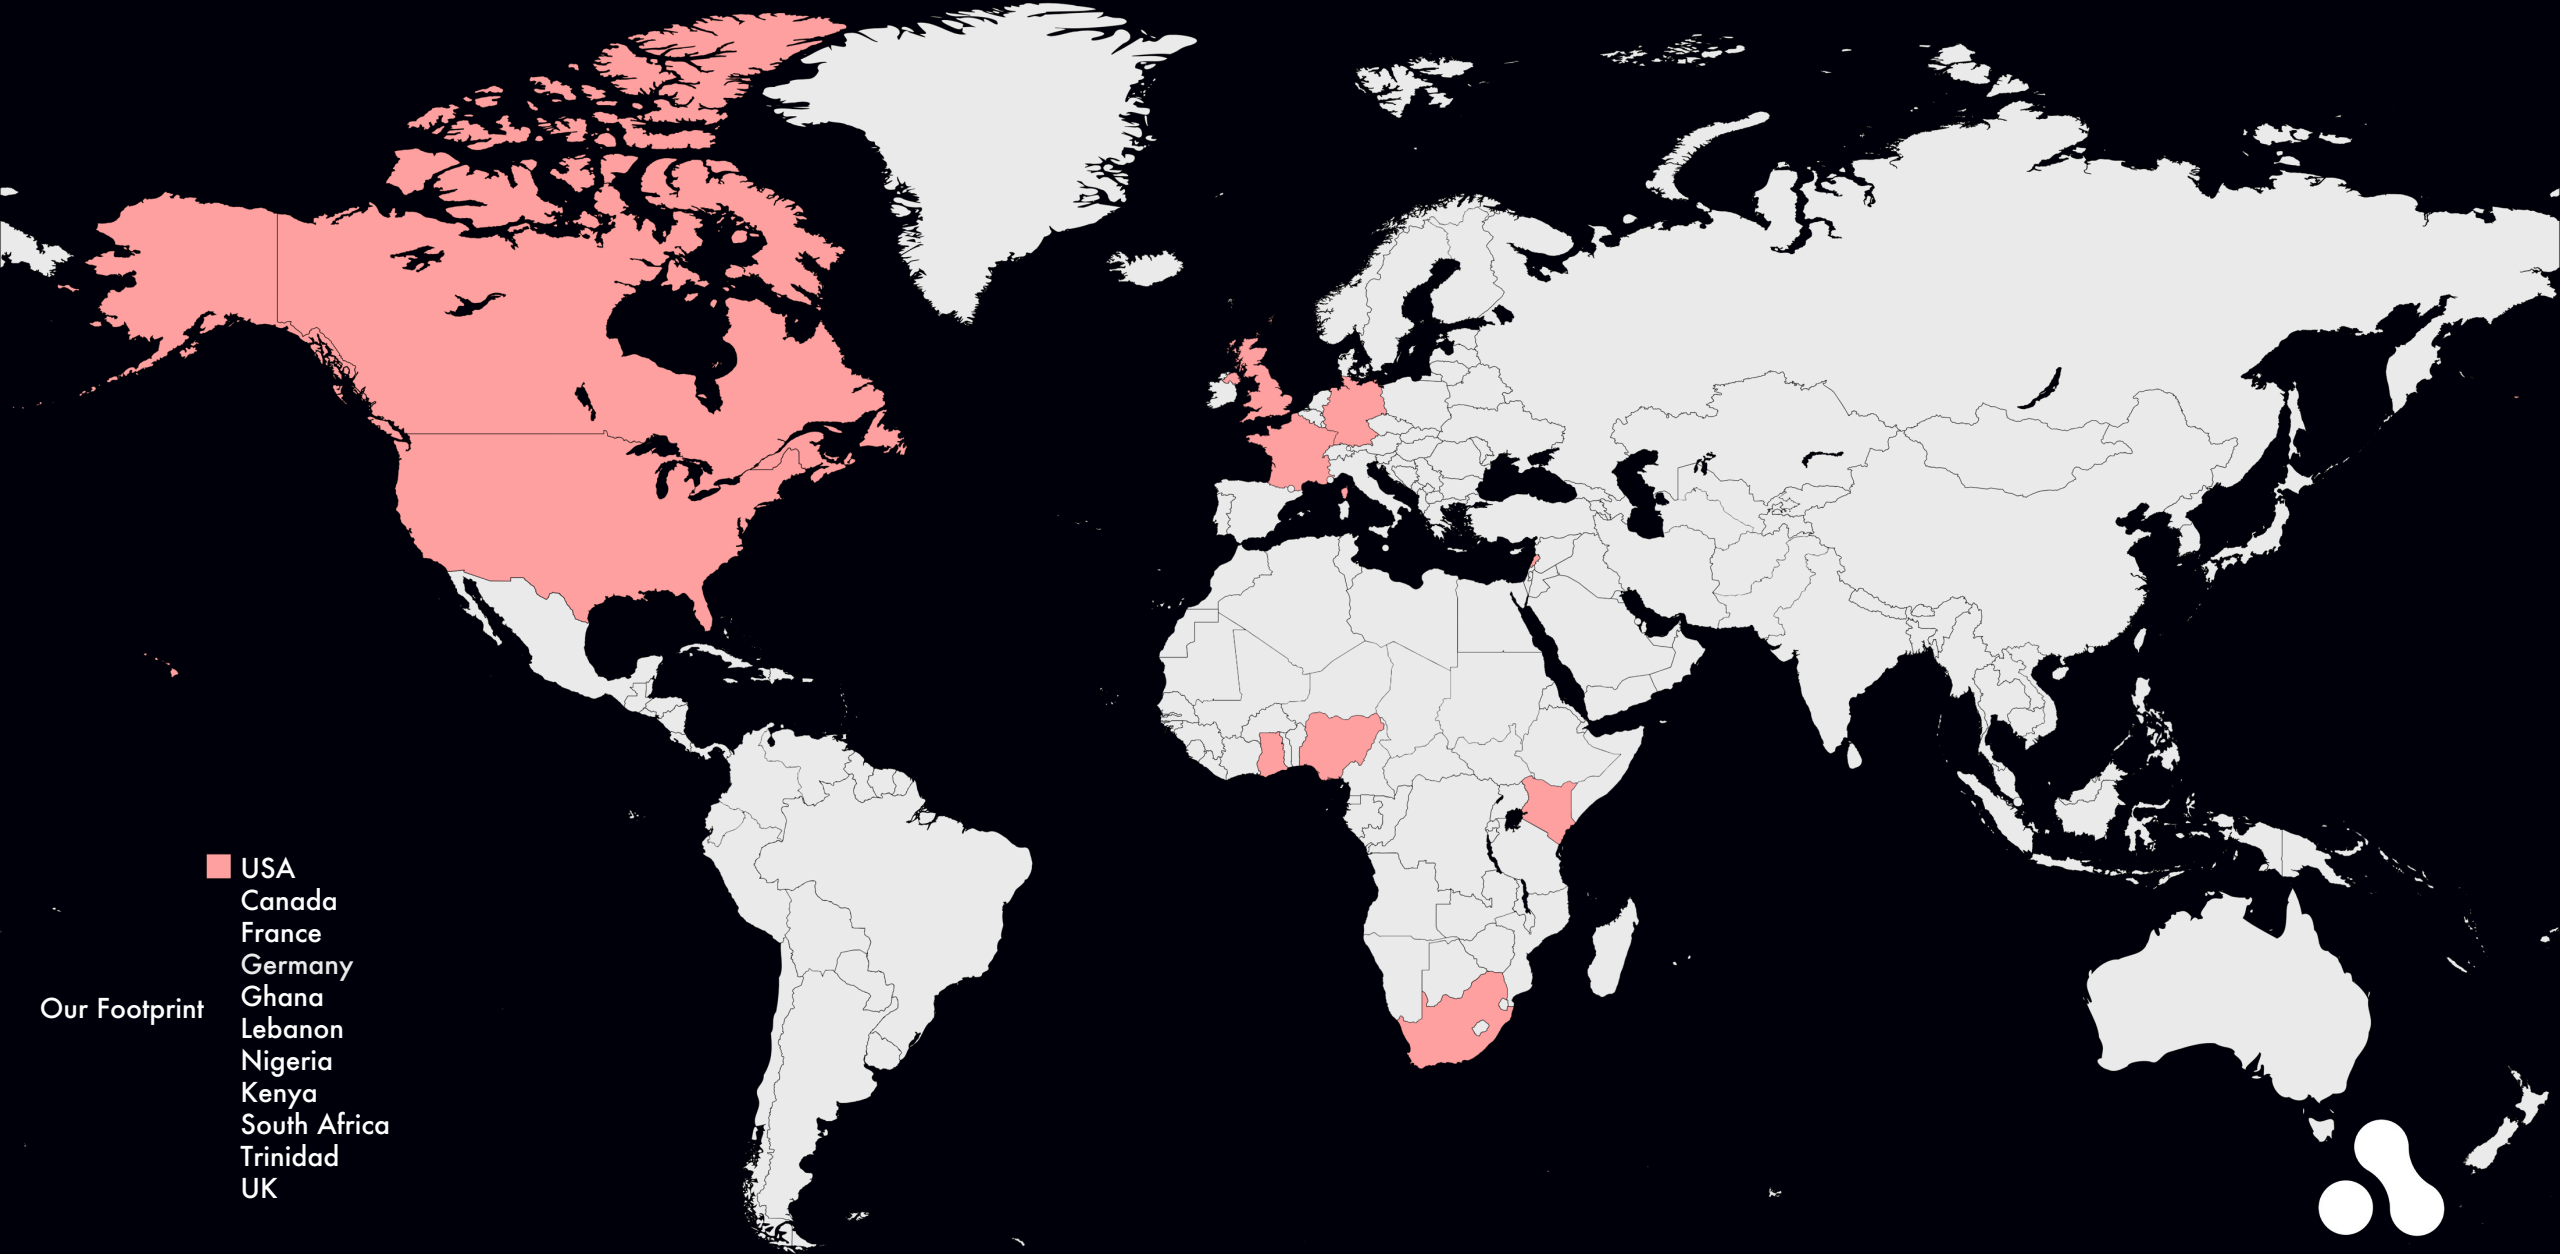 Our Footprint
USA
Canada
France
Germany
Ghana
Lebanon
Nigeria
Kenya
South Africa
Trinidad
UK